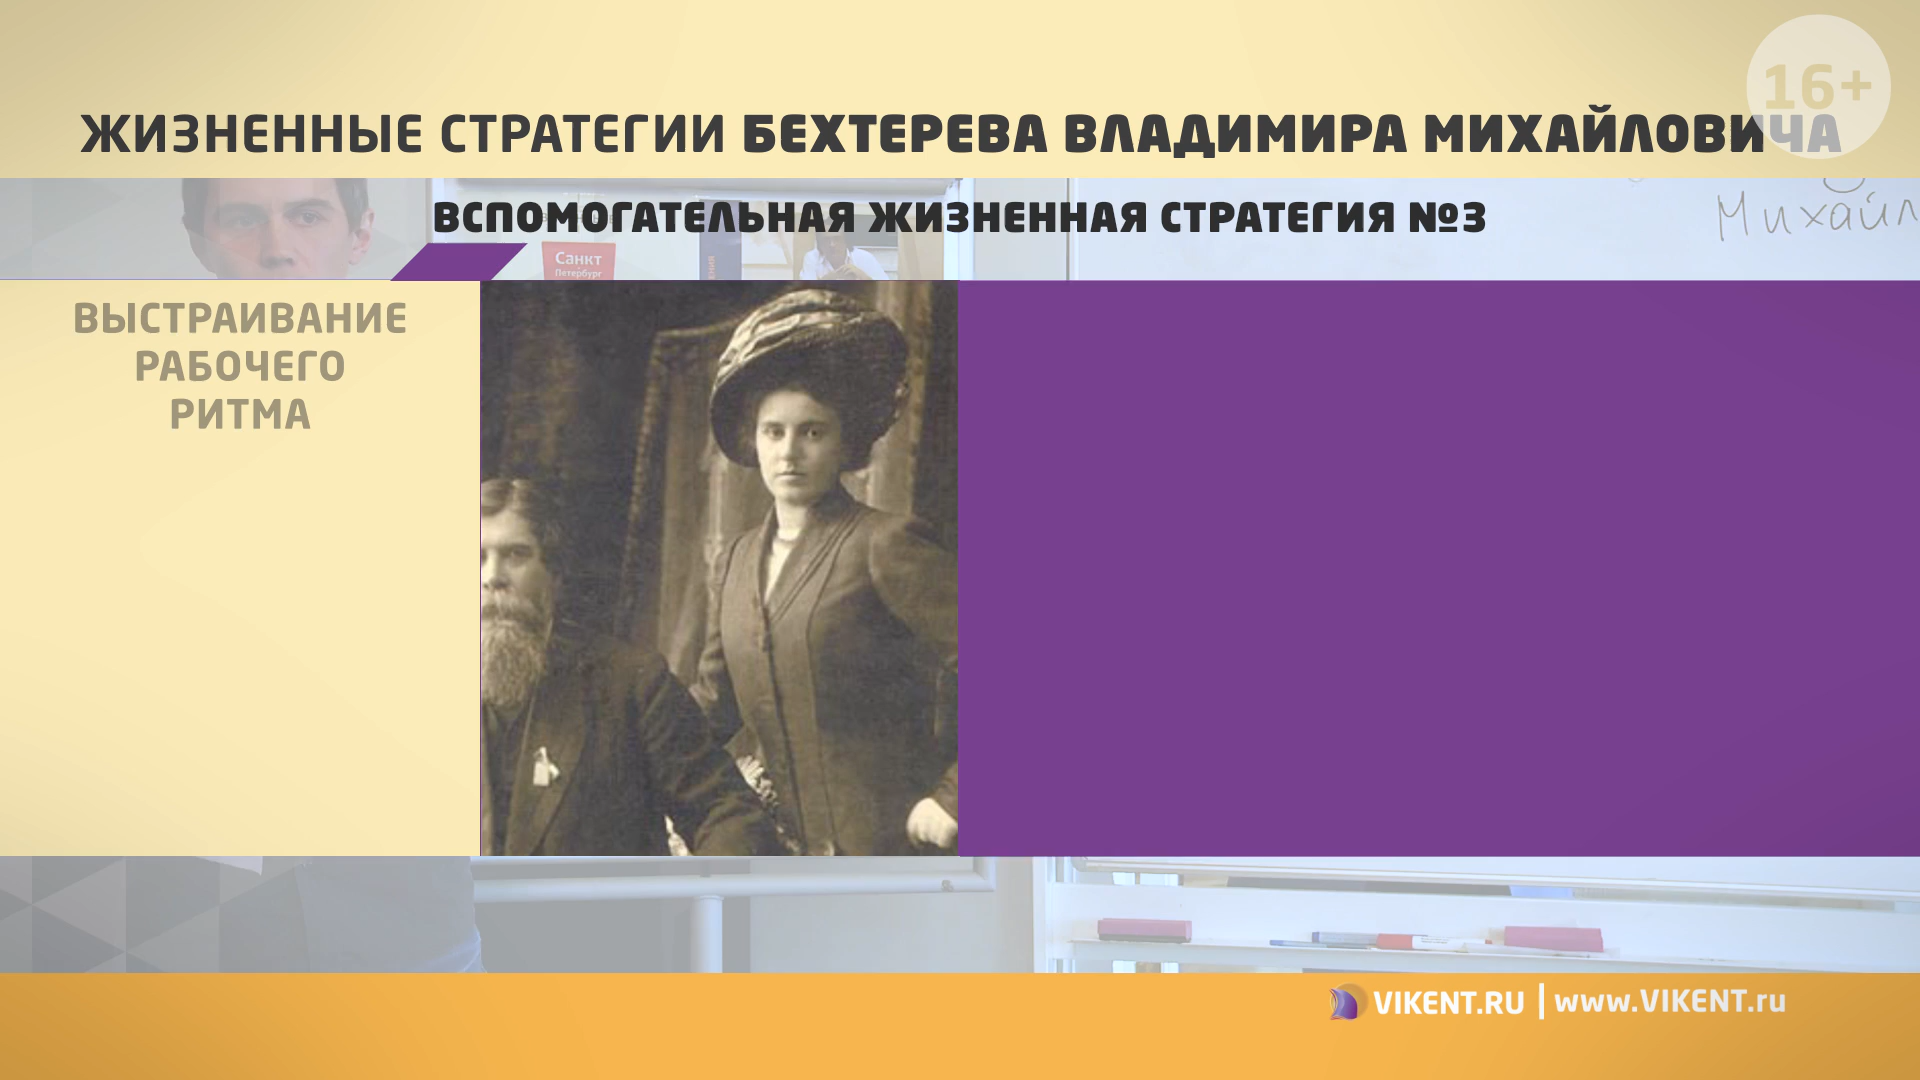 16+
ЖИЗНЕННЫЕ СТРАТЕГИИ БЕХТЕРЕВА ВЛАДИМИРА МИХАЙЛОВИЧА
ВСПОМОГАТЕЛЬНАЯ ЖИЗНЕННАЯ СТРАТЕГИЯ №3
Михайл
Санкт
Петербург
ВЫСТРАИВАНИЕ
РАБОЧЕГО
РИТМА
VIKENT.RU | www.VIKENT.ru